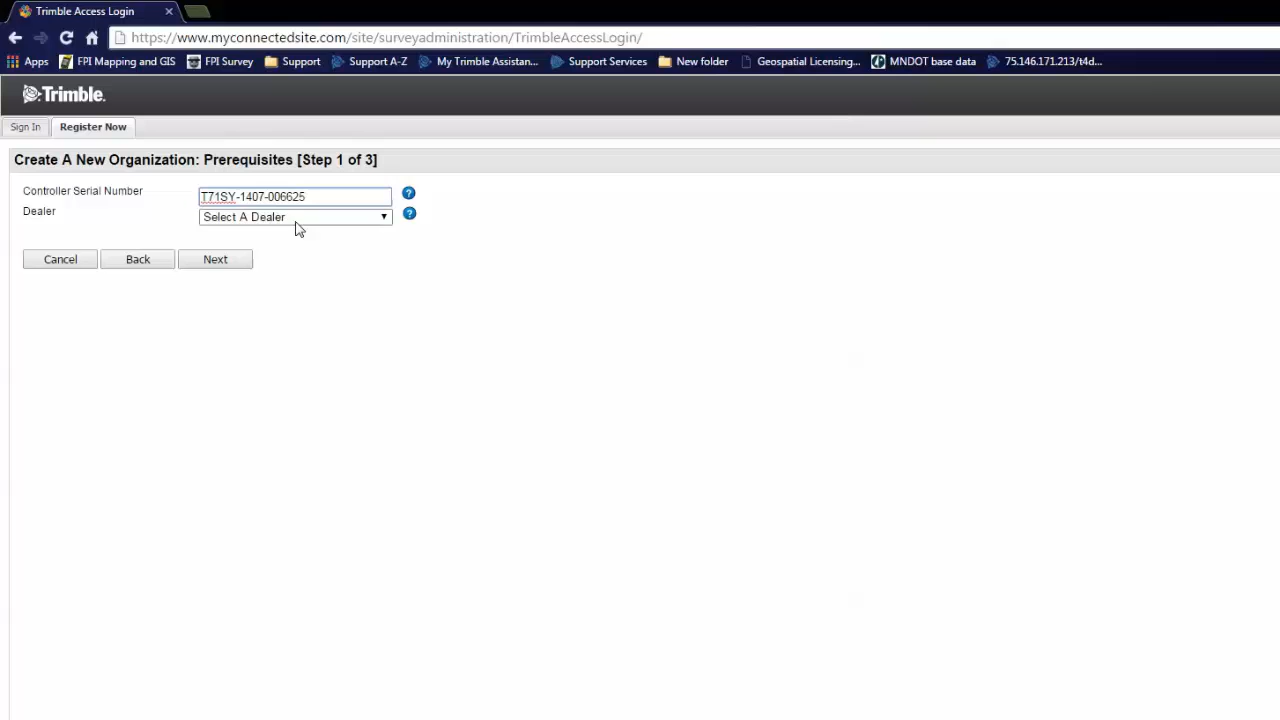 Trimble Access Login
https://www.myconnectedsite.com/site/surveyadministration/TrimbleAccessLogin/
Apps FPI Mapping and GIS FPI Survey Support Support A-Z My Trimble Assistan... Support Services New folder Geospatial Licensing... MNDOT base data 75.146.171.213/t4d...
Trimble.
Sign In Register Now
Create A New Organization: Prerequisites [Step 1 of 3]
Controller Serial Number T71SY-1407-006625 ?
Dealer Select A Dealer ?
Cancel Back Next